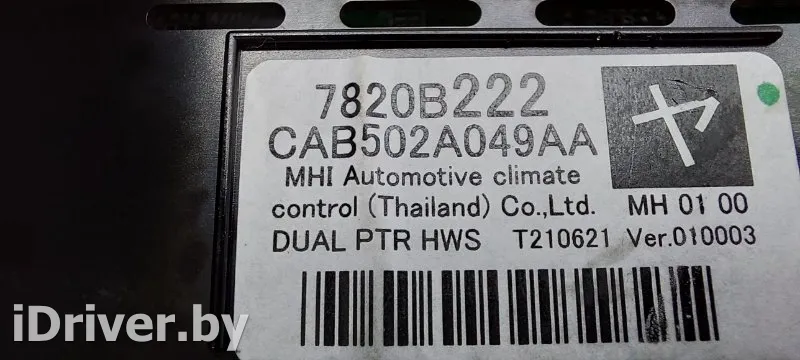 7820B222
CAB502A049AA
MHI Automotive climate
control (Thailand) Co.,Ltd. MH 01 00
DUAL PTR HWS T210621 Ver.010003
ヤ
iDriver.by